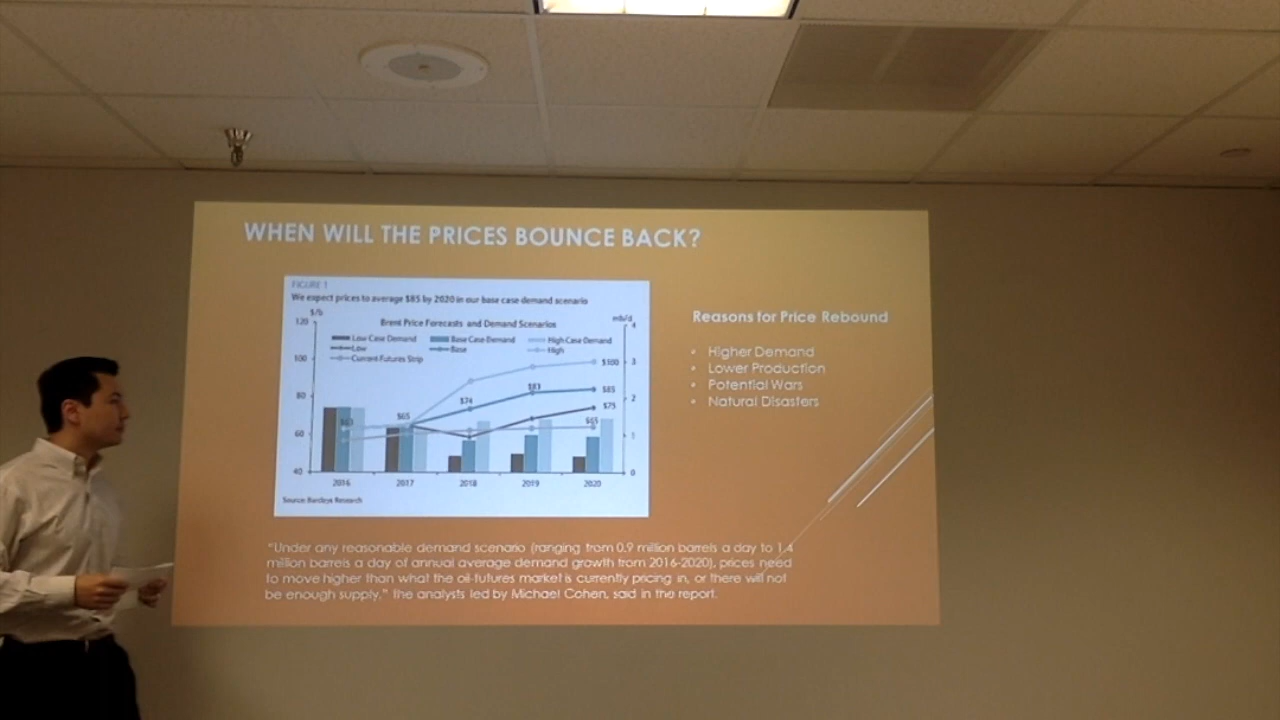 WHEN WILL THE PRICES BOUNCE BACK?
FIGURE 1
We expect prices to average $85 by 2020 in our base case demand scenario
$/b
mb/d
Brent Price Forecasts and Demand Scenarios
Low Case Demand Base Case Demand High Case Demand
Low Base High
Current Futures Strip
120
100
80
60
40
4
3
2
1
0
$63
$65
$74
$83
$100
$85
$75
$65
2016 2017 2018 2019 2020
Source: Barclays Research
Reasons for Price Rebound
• Higher Demand
• Lower Production
• Potential Wars
• Natural Disasters
"Under any reasonable demand scenario (ranging from 0.9 million barrels a day to 1.4
million barrels a day of annual average demand growth from 2016-2020), prices need
to move higher than what the oil-futures market is currently pricing in, or there will not
be enough supply," the analysts led by Michael Cohen, said in the report.